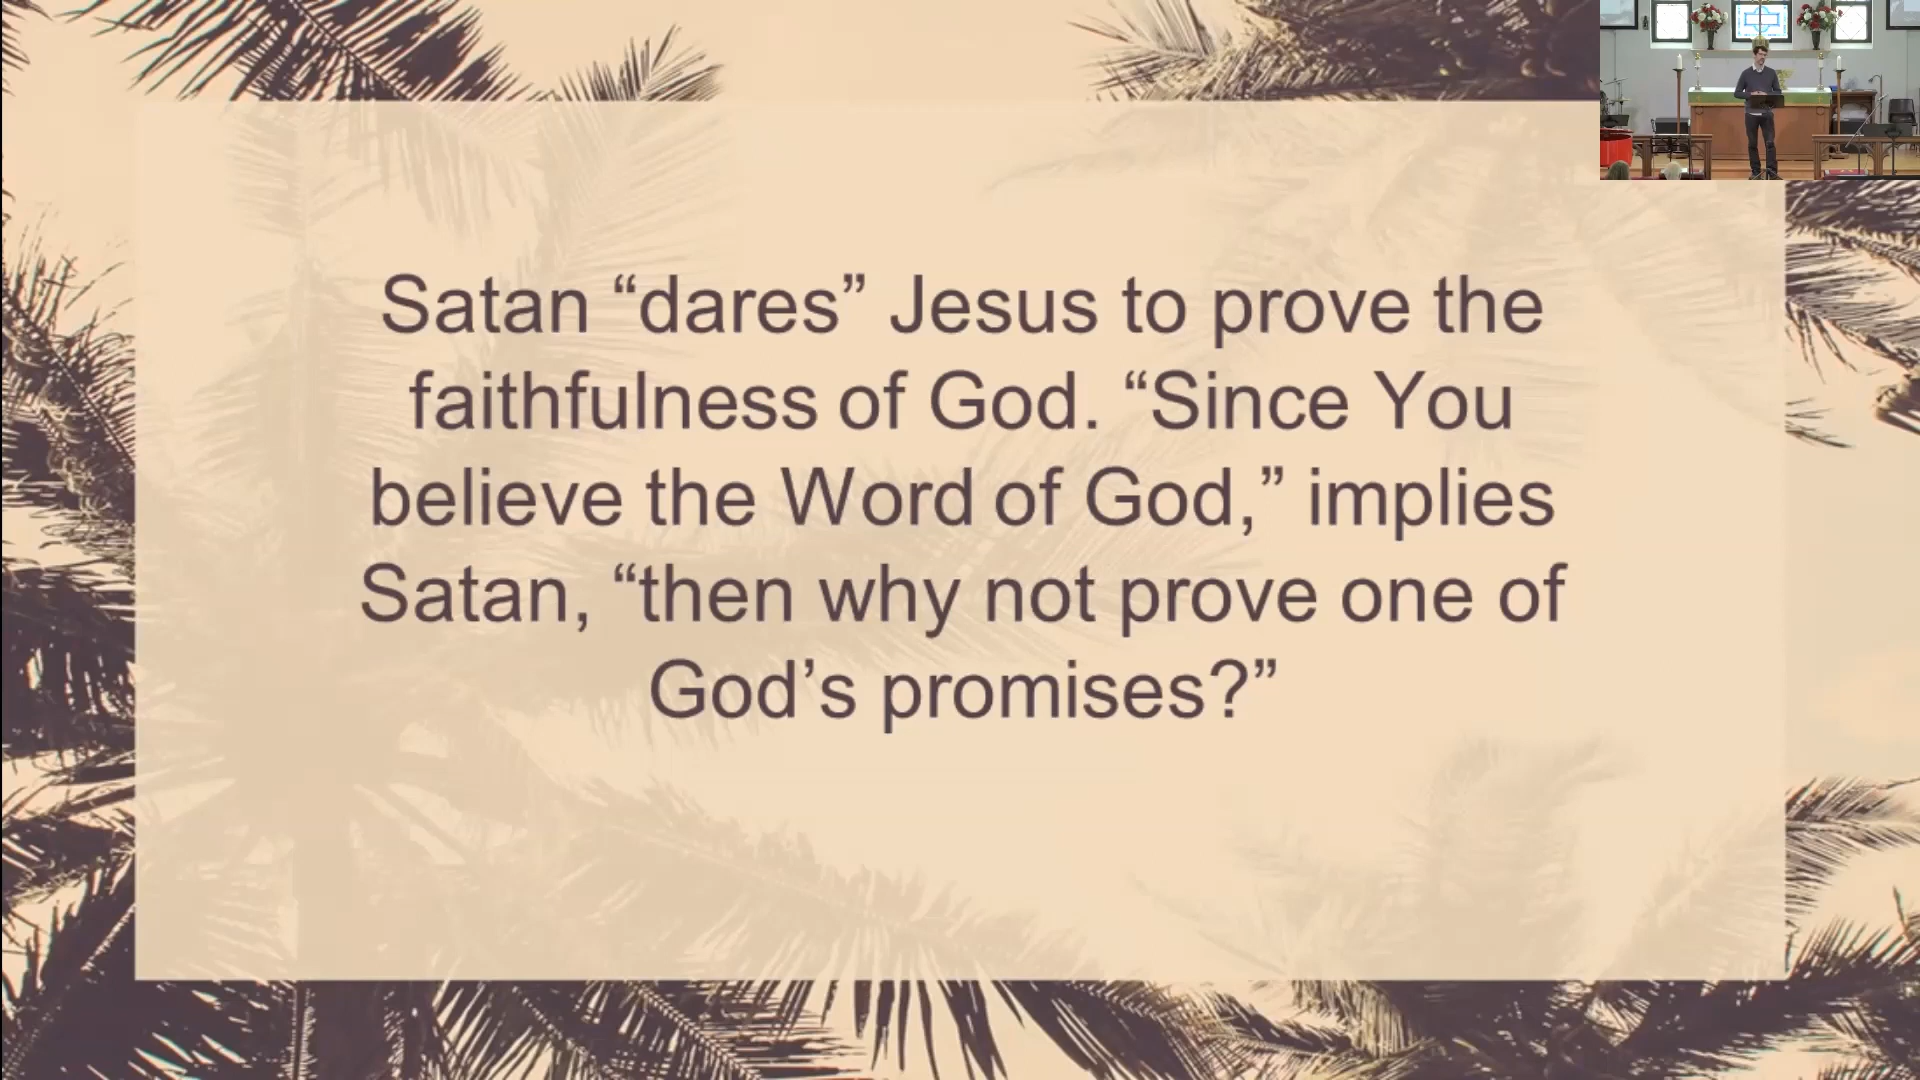 Satan “dares” Jesus to prove the
faithfulness of God. “Since You
believe the Word of God,” implies
Satan, “then why not prove one of
God’s promises?”